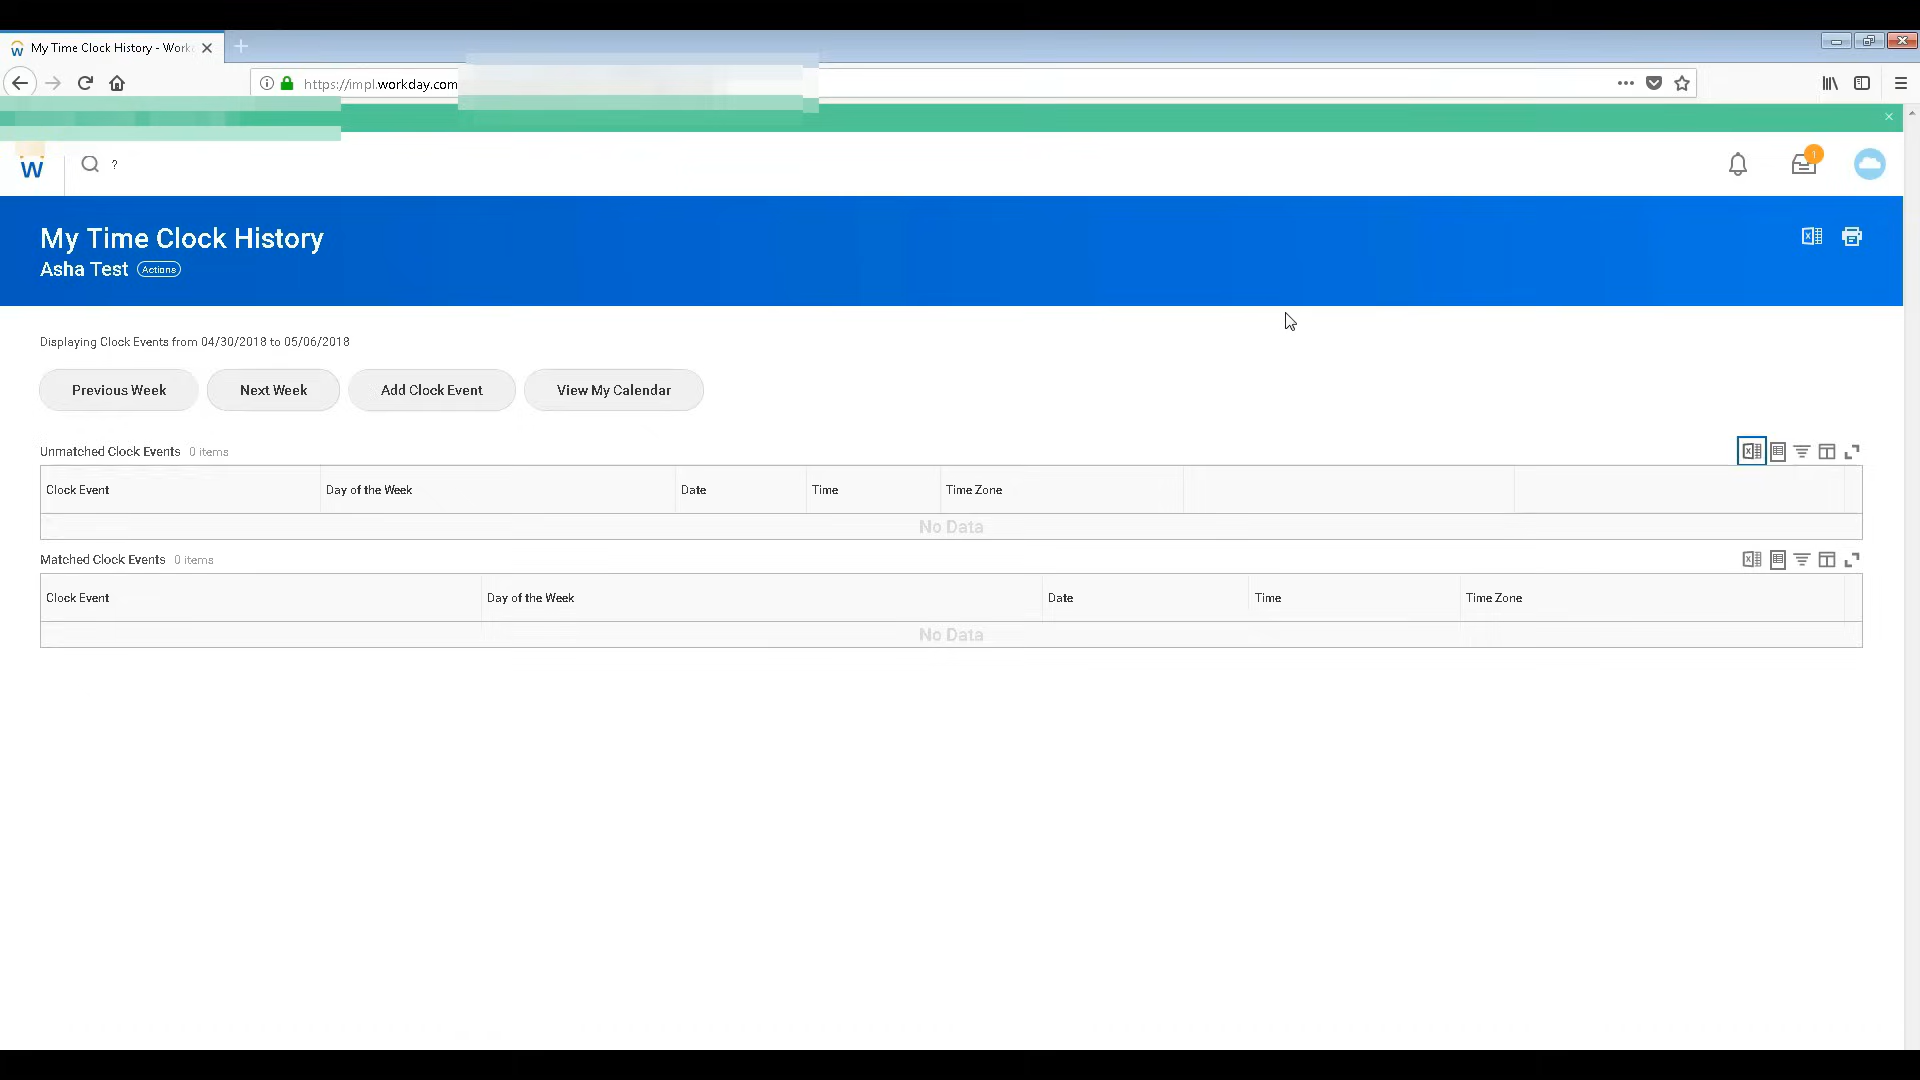 My Time Clock History - Work
https://impl.workday.com
W
?
1
My Time Clock History
Asha Test Actions
Displaying Clock Events from 04/30/2018 to 05/06/2018
Previous Week Next Week Add Clock Event View My Calendar
Unmatched Clock Events 0 items
Clock Event Day of the Week Date Time Time Zone
No Data
Matched Clock Events 0 items
Clock Event Day of the Week Date Time Time Zone
No Data